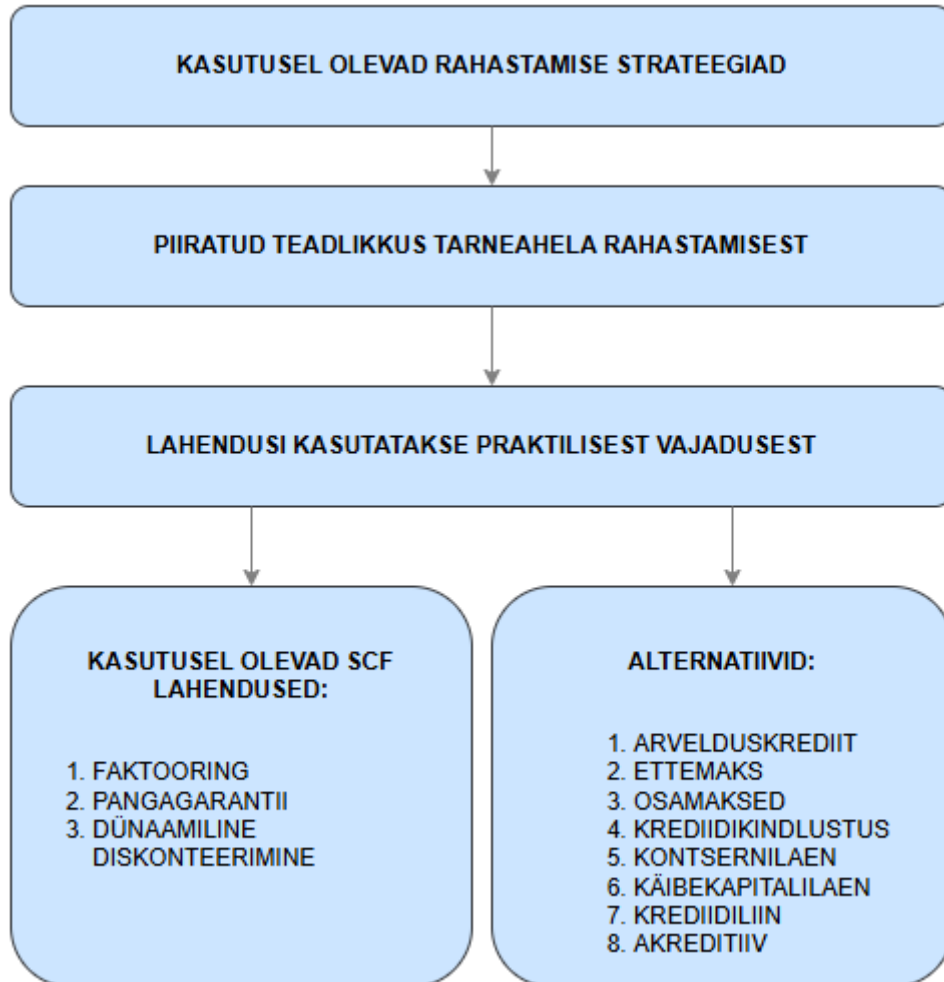 KASUTUSEL OLEVAD RAHASTAMISE STRATEEGIAD
PIIRATUD TEADLIKKUS TARNEAHELA RAHASTAMISEST
LAHENDUSI KASUTATAKSE PRAKTILISEST VAJADUSEST
KASUTUSEL OLEVAD SCF
LAHENDUSED:
1. FAKTOORING
2. PANGAGARANTII
3. DÜNAAMILINE
DISKONTEERIMINE
ALTERNATIIVID:
1. ARVELDUSKREDIIT
2. ETTEMAKS
3. OSAMAKSED
4. KREDIIDIKINDLUSTUS
5. KONTSERNILAEN
6. KÄIBEKAPITALILAEN
7. KREDIIDILIIN
8. AKREDITIIV